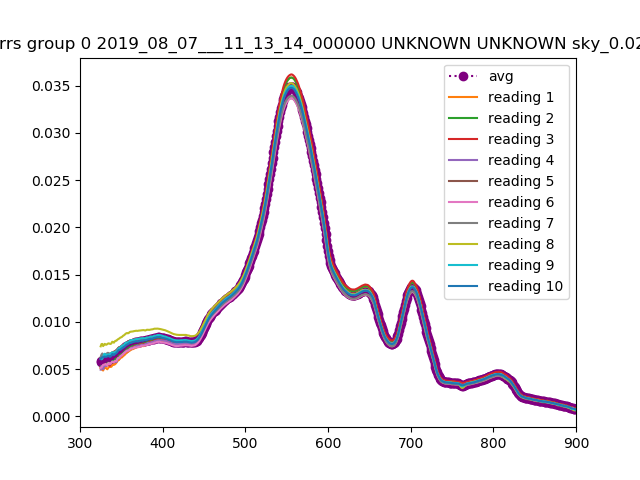 rrs group 0 2019_08_07___11_13_14_000000 UNKNOWN UNKNOWN sky_0.02
0.035
0.030
0.025
0.020
0.015
0.010
0.005
0.000
300 400 500 600 700 800 900
avg
reading 1
reading 2
reading 3
reading 4
reading 5
reading 6
reading 7
reading 8
reading 9
reading 10